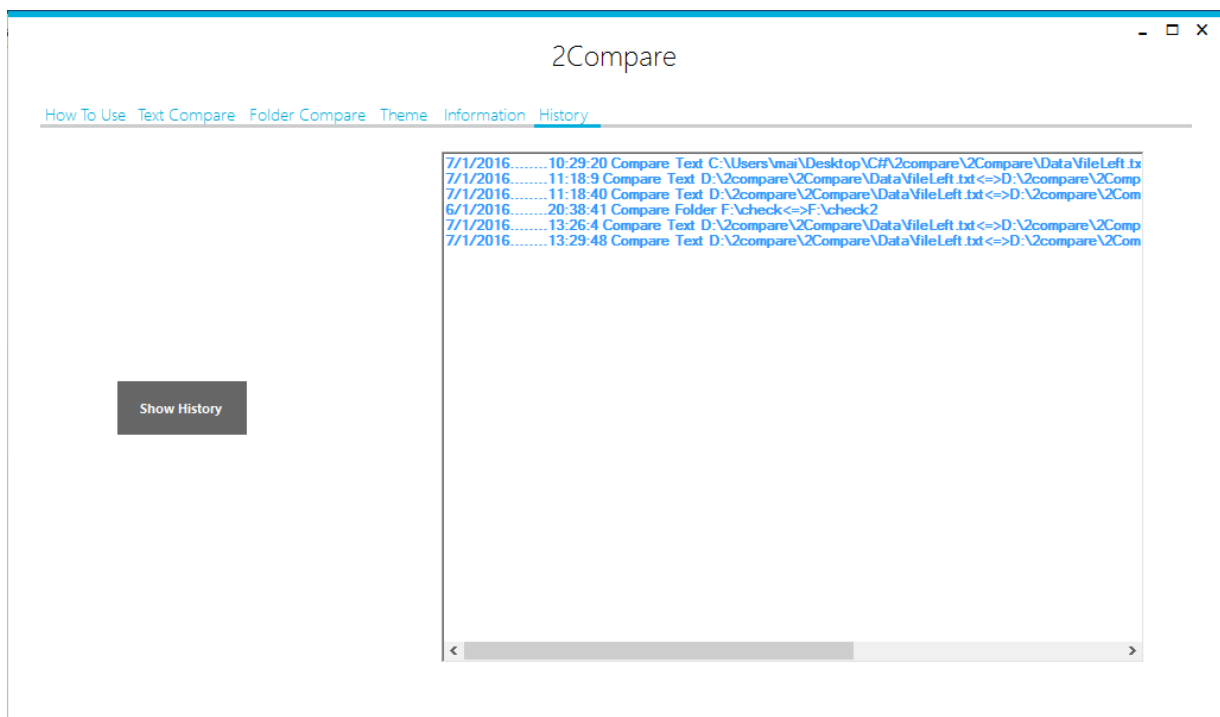 2Compare
How To Use Text Compare Folder Compare Theme Information History
7/1/2016........10:29:20 Compare Text C:\Users\mai\Desktop\C#\2compare\2Compare\Data\fileLeft.tx
7/1/2016........11:18:9 Compare Text D:\2compare\2Compare\Data\fileLeft.txt<=>D:\2compare\2Comp
7/1/2016........11:18:40 Compare Text D:\2compare\2Compare\Data\fileLeft.txt<=>D:\2compare\2Com
6/1/2016........20:38:41 Compare Folder F:\check<=>F:\check2
7/1/2016........13:26:4 Compare Text D:\2compare\2Compare\Data\fileLeft.txt<=>D:\2compare\2Comp
7/1/2016........13:29:48 Compare Text D:\2compare\2Compare\Data\fileLeft.txt<=>D:\2compare\2Com
Show History